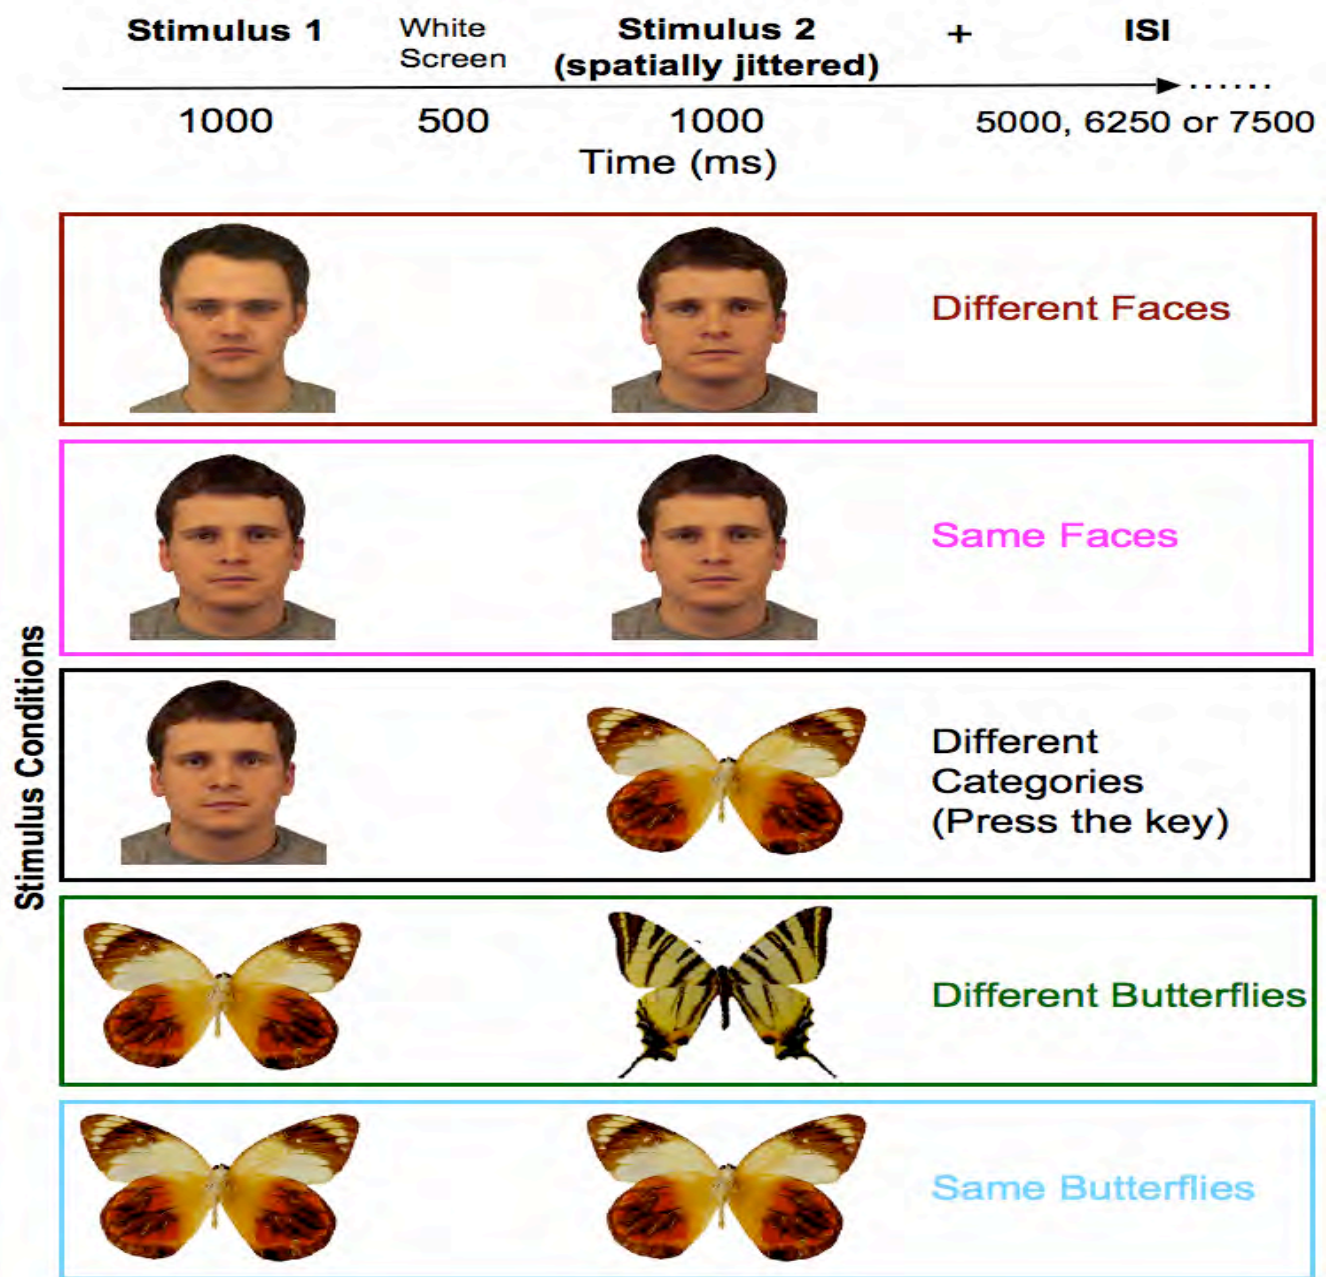 Stimulus 1
White
Screen
Stimulus 2
(spatially jittered)
+
ISI
......
1000
500
1000
5000, 6250 or 7500
Time (ms)
Stimulus Conditions
Different Faces
Same Faces
Different
Categories
(Press the key)
Different Butterflies
Same Butterflies